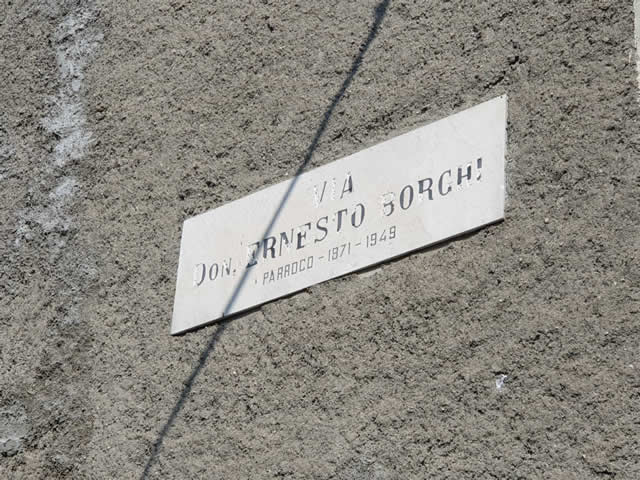 VIA
DON. ERNESTO BORGHI
PARROCO - 1871 - 1949